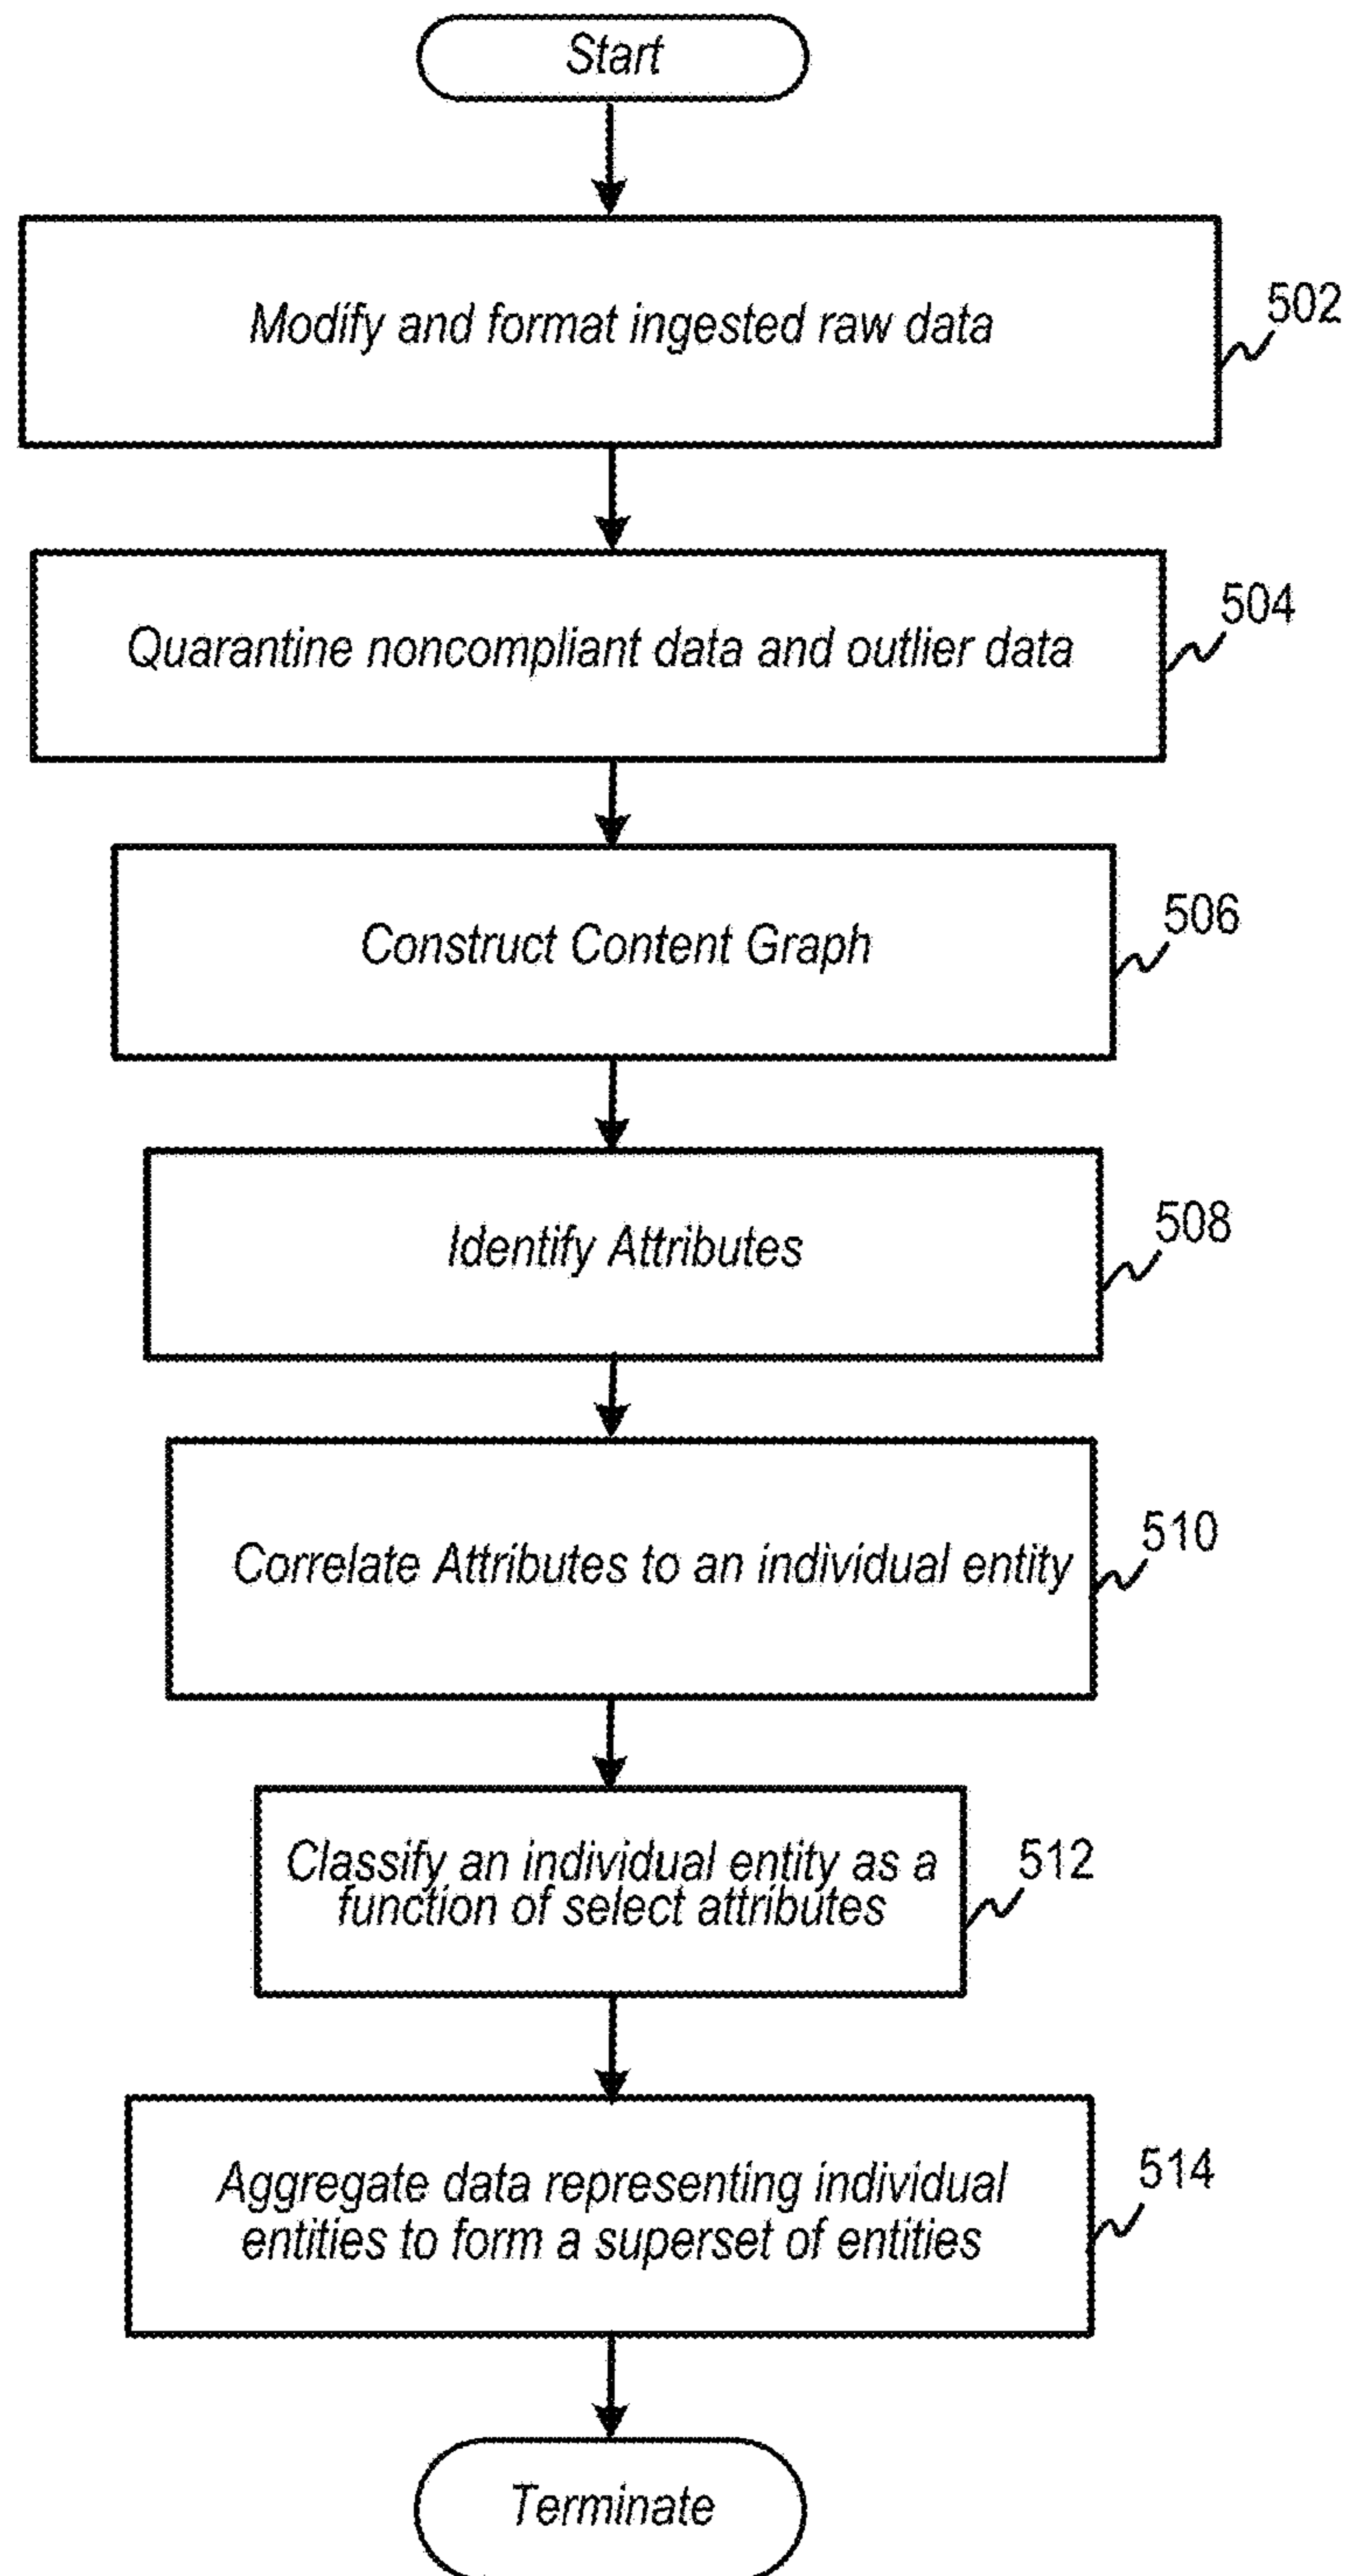 Start
Modify and format ingested raw data
502
Quarantine noncompliant data and outlier data
504
Construct Content Graph
506
Identify Attributes
508
Correlate Attributes to an individual entity
510
Classify an individual entity as a
function of select attributes
512
Aggregate data representing individual
entities to form a superset of entities
514
Terminate